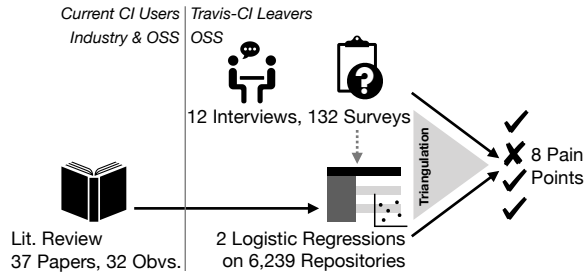 Current CI Users
Industry & OSS
Travis-CI Leavers
OSS
12 Interviews, 132 Surveys
Triangulation
8 Pain
Points
Lit. Review
37 Papers, 32 Obvs.
2 Logistic Regressions
on 6,239 Repositories